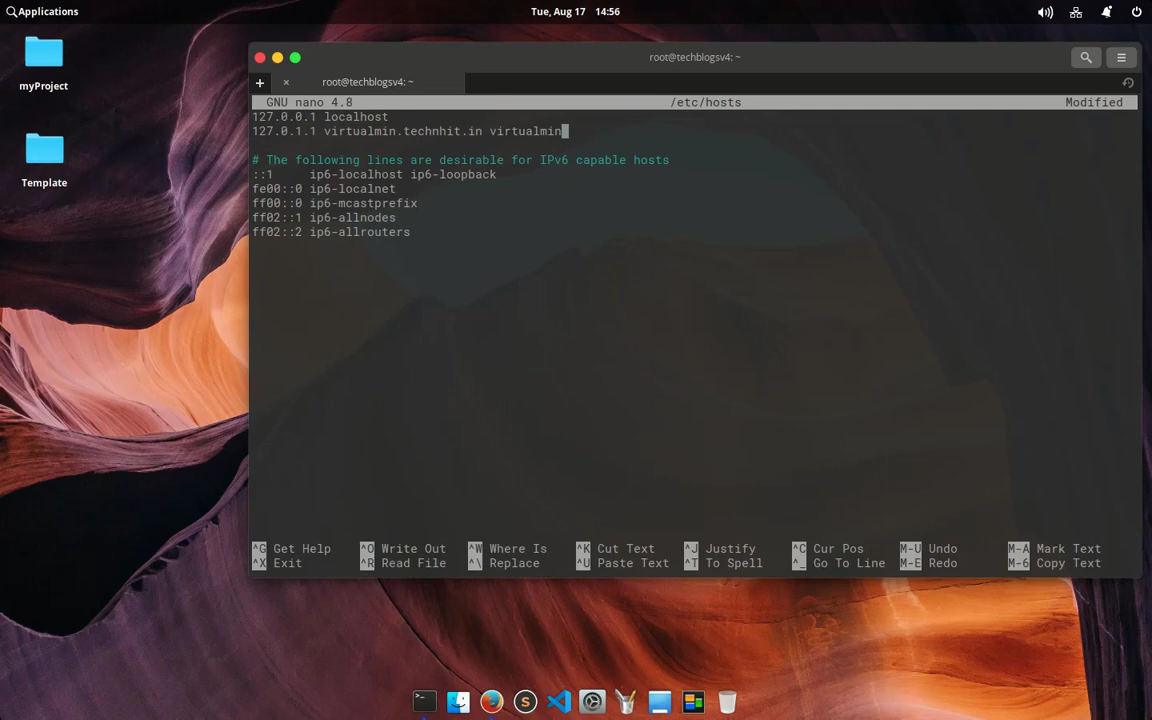 Applications
Tue, Aug 17 14:56
myProject
Template
root@techblogsv4: ~
root@techblogsv4: ~
GNU nano 4.8 /etc/hosts Modified
127.0.0.1 localhost
127.0.1.1 virtualmin.technhit.in virtualmin
# The following lines are desirable for IPv6 capable hosts
::1 ip6-localhost ip6-loopback
fe00::0 ip6-localnet
ff00::0 ip6-mcastprefix
ff02::1 ip6-allnodes
ff02::2 ip6-allrouters
^G Get Help ^O Write Out ^W Where Is ^K Cut Text ^J Justify ^C Cur Pos M-U Undo M-A Mark Text
^X Exit ^R Read File ^\ Replace ^U Paste Text ^T To Spell ^_ Go To Line M-E Redo M-6 Copy Text